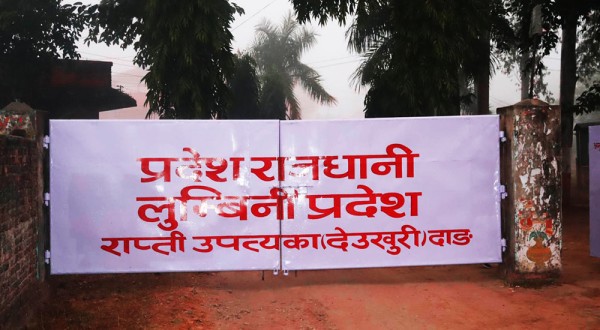 प्रदेश राजधानी
लुम्बिनी प्रदेश
राप्ती उपत्यका(देउखुरी)दाङ